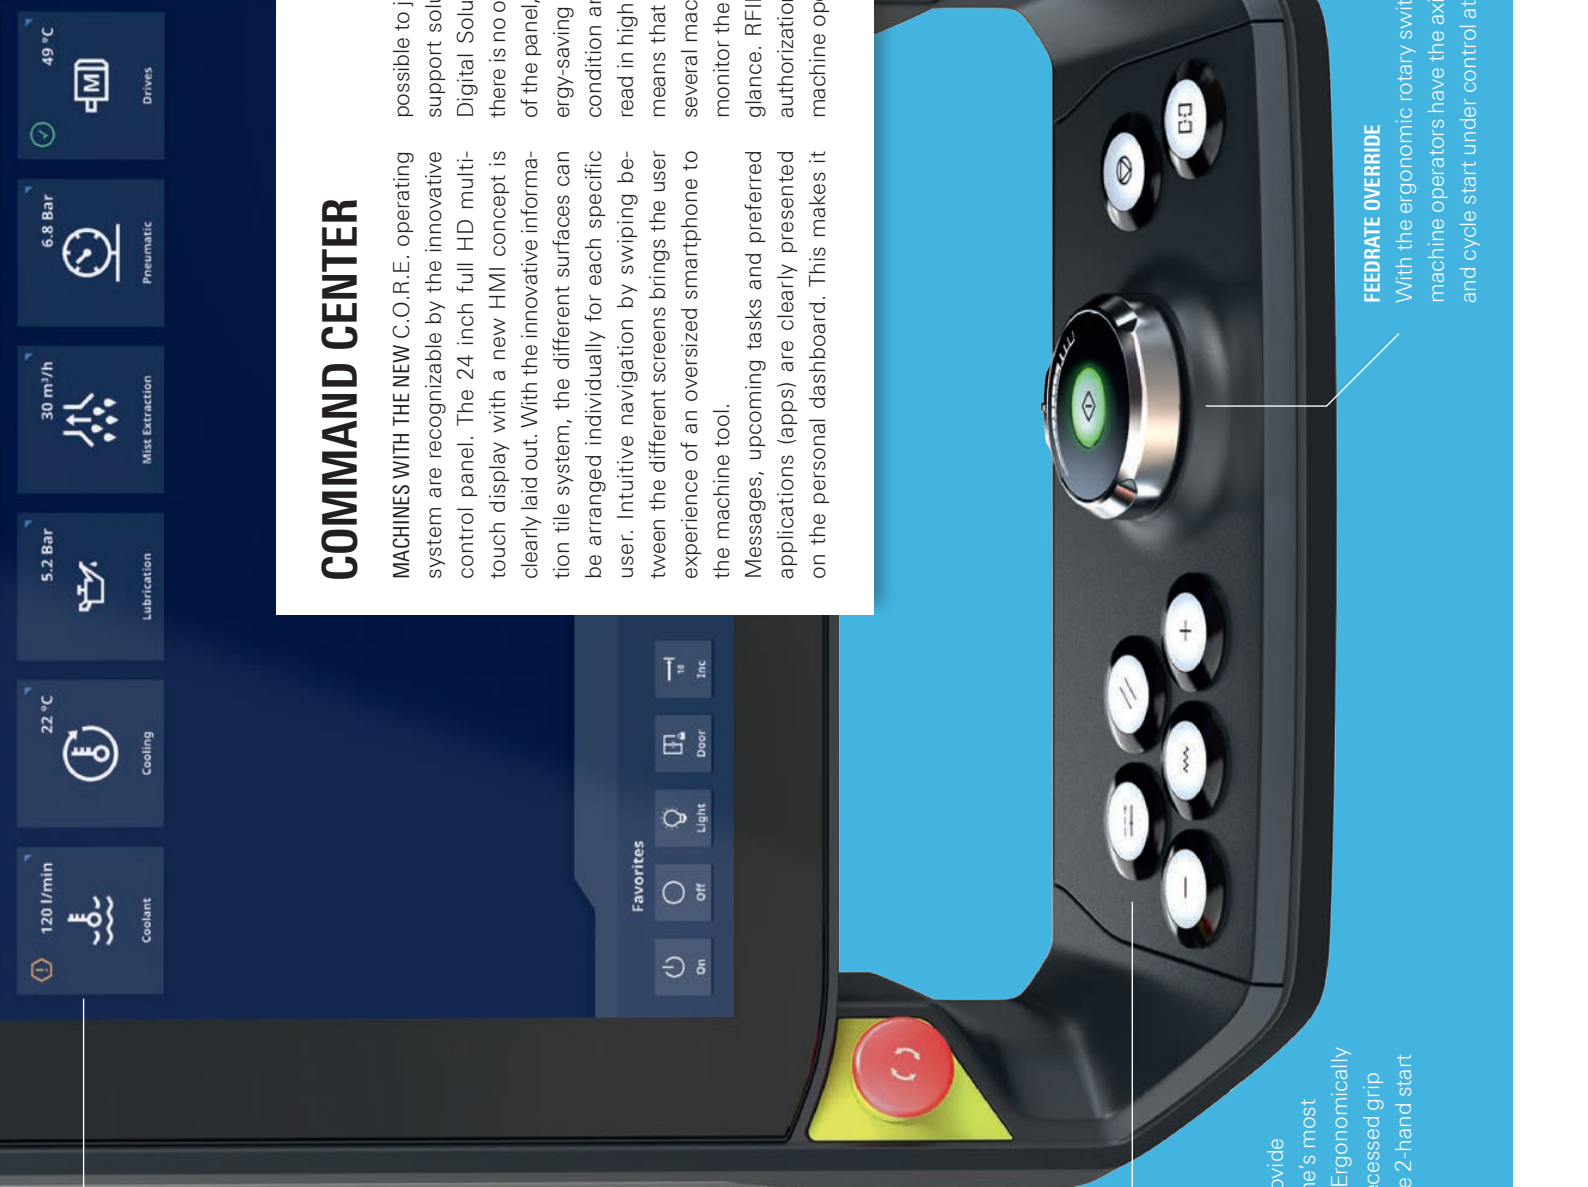 120 l/min
Coolant
22 °C
Cooling
5.2 Bar
Lubrication
30 m³/h
Mist Extraction
6.8 Bar
Pneumatic
49 °C
M
Drives
Favorites
On
Off
Light
Door
10
Inc
COMMAND CENTER
MACHINES WITH THE NEW C.O.R.E. operating
system are recognizable by the innovative
control panel. The 24 inch full HD multi-
touch display with a new HMI concept is
clearly laid out. With the innovative informa-
tion tile system, the different surfaces can
be arranged individually for each specific
user. Intuitive navigation by swiping be-
tween the different screens brings the user
experience of an oversized smartphone to
the machine tool.
Messages, upcoming tasks and preferred
applications (apps) are clearly presented
on the personal dashboard. This makes it
possible to j
support solu
Digital Solu
there is no o
of the panel,
ergy-saving
condition ar
read in high
means that
several mac
monitor the
glance. RFI
authorization
machine op
ovide
ne's most
Ergonomically
ecessed grip
e 2-hand start
FEEDRATE OVERRIDE
With the ergonomic rotary swit
machine operators have the axi
and cycle start under control at